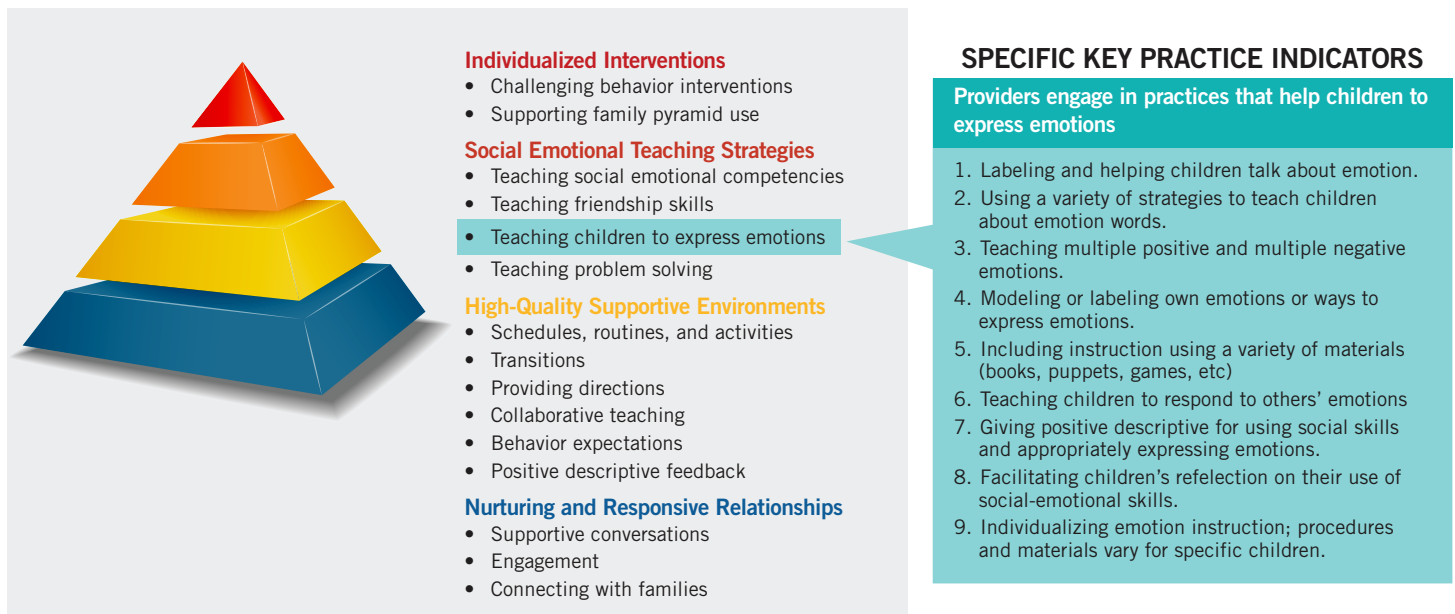 Individualized Interventions
• Challenging behavior interventions
• Supporting family pyramid use
Social Emotional Teaching Strategies
• Teaching social emotional competencies
• Teaching friendship skills
• Teaching children to express emotions
• Teaching problem solving
High-Quality Supportive Environments
• Schedules, routines, and activities
• Transitions
• Providing directions
• Collaborative teaching
• Behavior expectations
• Positive descriptive feedback
Nurturing and Responsive Relationships
• Supportive conversations
• Engagement
• Connecting with families
SPECIFIC KEY PRACTICE INDICATORS
Providers engage in practices that help children to
express emotions
1. Labeling and helping children talk about emotion.
2. Using a variety of strategies to teach children
about emotion words.
3. Teaching multiple positive and multiple negative
emotions.
4. Modeling or labeling own emotions or ways to
express emotions.
5. Including instruction using a variety of materials
(books, puppets, games, etc)
6. Teaching children to respond to others’ emotions
7. Giving positive descriptive for using social skills
and appropriately expressing emotions.
8. Facilitating children’s refelection on their use of
social-emotional skills.
9. Individualizing emotion instruction; procedures
and materials vary for specific children.